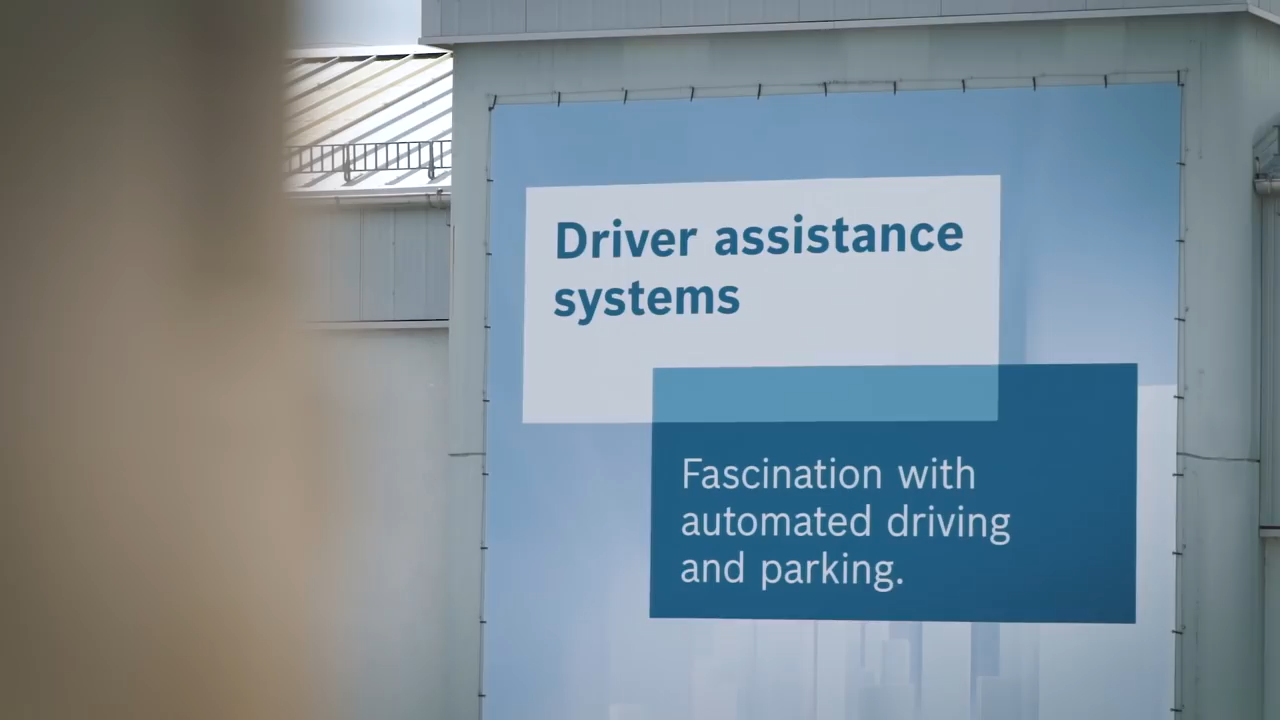 Driver assistance
systems
Fascination with
automated driving
and parking.